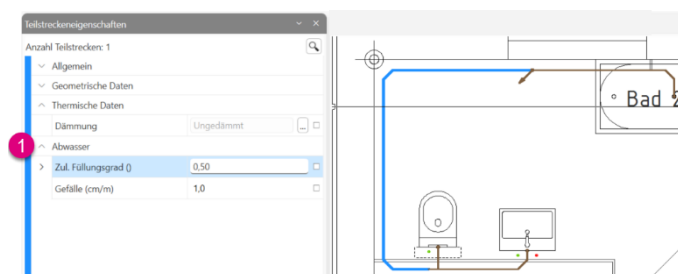 Teilstreckeneigenschaften
Anzahl Teilstrecken: 1
Allgemein
Geometrische Daten
Thermische Daten
Dämmung Ungedämmt ...
1 Abwasser
Zul. Füllungsgrad () 0,50
Gefälle (cm/m) 1,0
Bad